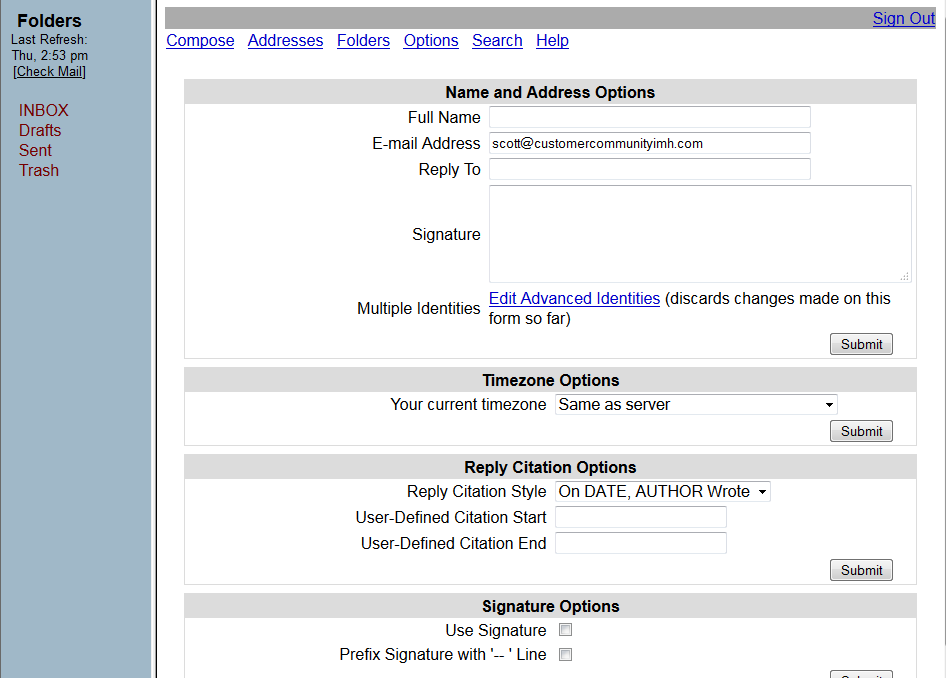 Folders
Last Refresh:
Thu, 2:53 pm
[Check Mail]
INBOX
Drafts
Sent
Trash
Sign Out
Compose Addresses Folders Options Search Help
Name and Address Options
Full Name
E-mail Address scott@customercommunityimh.com
Reply To
Signature
Multiple Identities Edit Advanced Identities (discards changes made on this
form so far)
Submit
Timezone Options
Your current timezone Same as server
Submit
Reply Citation Options
Reply Citation Style On DATE, AUTHOR Wrote
User-Defined Citation Start
User-Defined Citation End
Submit
Signature Options
Use Signature
Prefix Signature with '-- ' Line